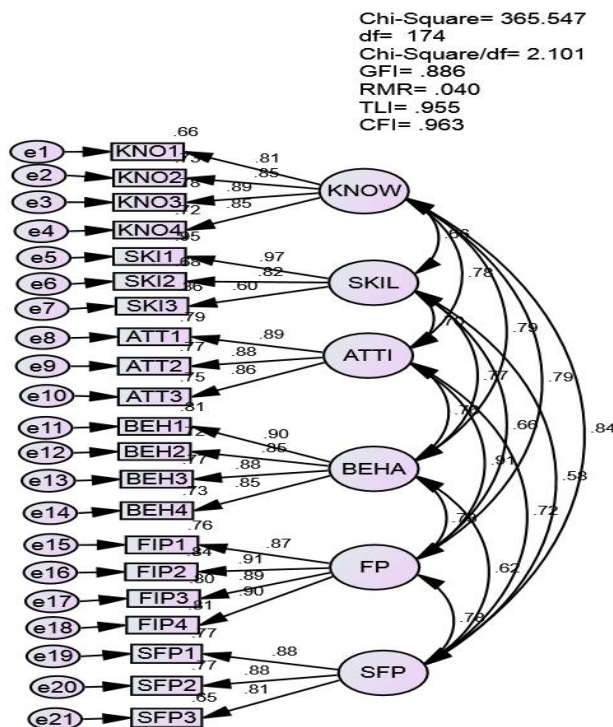 Chi-Square= 365.547
df= 174
Chi-Square/df= 2.101
GFI= .886
RMR= .040
TLI= .955
CFI= .963
.66
e1 KNO1 .81
e2 KNO2 .85
KNOW
e3 KNO3 .89
.72
e4 KNO4 .85
.95
e5 SKI1 .97
e6 SKI2 .82
SKIL
e7 SKI3 .60
.79
e8 ATT1 .89
.77
ATTI
e9 ATT2 .88
.75
e10 ATT3 .86
.81
e11 BEH1 .90
e12 BEH2 .85
.77
BEHA
e13 BEH3 .88
.73
e14 BEH4 .85
.76
e15 FIP1 .87
.84
e16 FIP2 .91
FP
.80
e17 FIP3 .89
.81
e18 FIP4 .90
.77
e19 SFP1 .88
.77
SFP
e20 SFP2 .88
.65
e21 SFP3 .81
.66
.78
.79
.79
.84
.77
.66
.58
.91
.72
.62